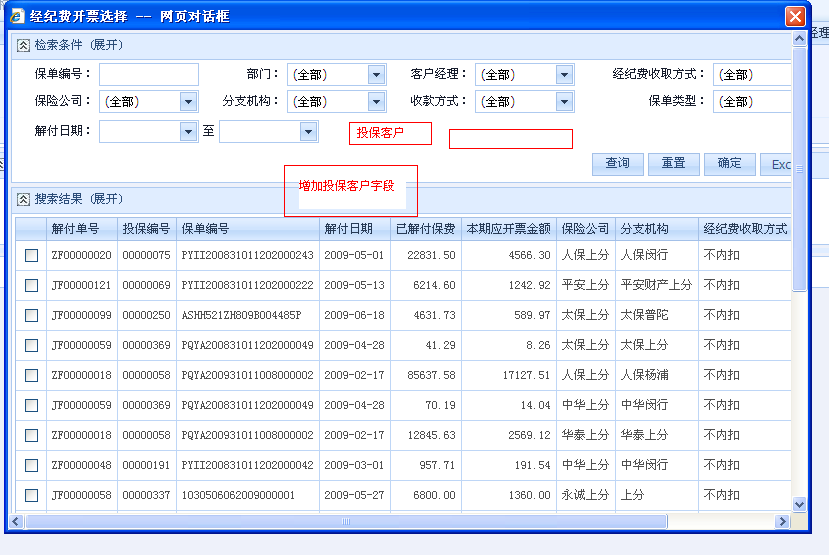 经纪费开票选择 -- 网页对话框
检索条件 (展开)
保单编号: 部门: (全部) 客户经理: (全部) 经纪费收取方式: (全部)
保险公司: (全部) 分支机构: (全部) 收款方式: (全部) 保单类型: (全部)
解付日期: 至 投保客户
查询 重置 确定 Exc
增加投保客户字段
搜索结果 (展开)
解付单号 投保编号 保单编号 解付日期 已解付保费 本期应开票金额 保险公司 分支机构 经纪费收取方式
ZF00000020 00000075 PYII200831011202000243 2009-05-01 22831.50 4566.30 人保上分 人保闵行 不内扣
JF00000121 00000069 PYII200831011202000222 2009-05-13 6214.60 1242.92 平安上分 平安财产上分 不内扣
JF00000099 00000250 ASHH521ZH809B004485P 2009-06-18 4631.73 589.97 太保上分 太保普陀 不内扣
JF00000059 00000369 PQYA200831011202000049 2009-04-28 41.29 8.26 太保上分 太保上分 不内扣
ZF00000018 00000058 PQYA200931011008000002 2009-02-17 85637.58 17127.51 人保上分 人保杨浦 不内扣
JF00000059 00000369 PQYA200831011202000049 2009-04-28 70.19 14.04 中华上分 中华闵行 不内扣
ZF00000018 00000058 PQYA200931011008000002 2009-02-17 12845.63 2569.12 华泰上分 华泰上分 不内扣
ZF00000048 00000191 PYII200831011202000042 2009-03-01 957.71 191.54 中华上分 中华闵行 不内扣
JF00000058 00000337 1030506062009000001 2009-05-27 6800.00 1360.00 永诚上分 上分 不内扣